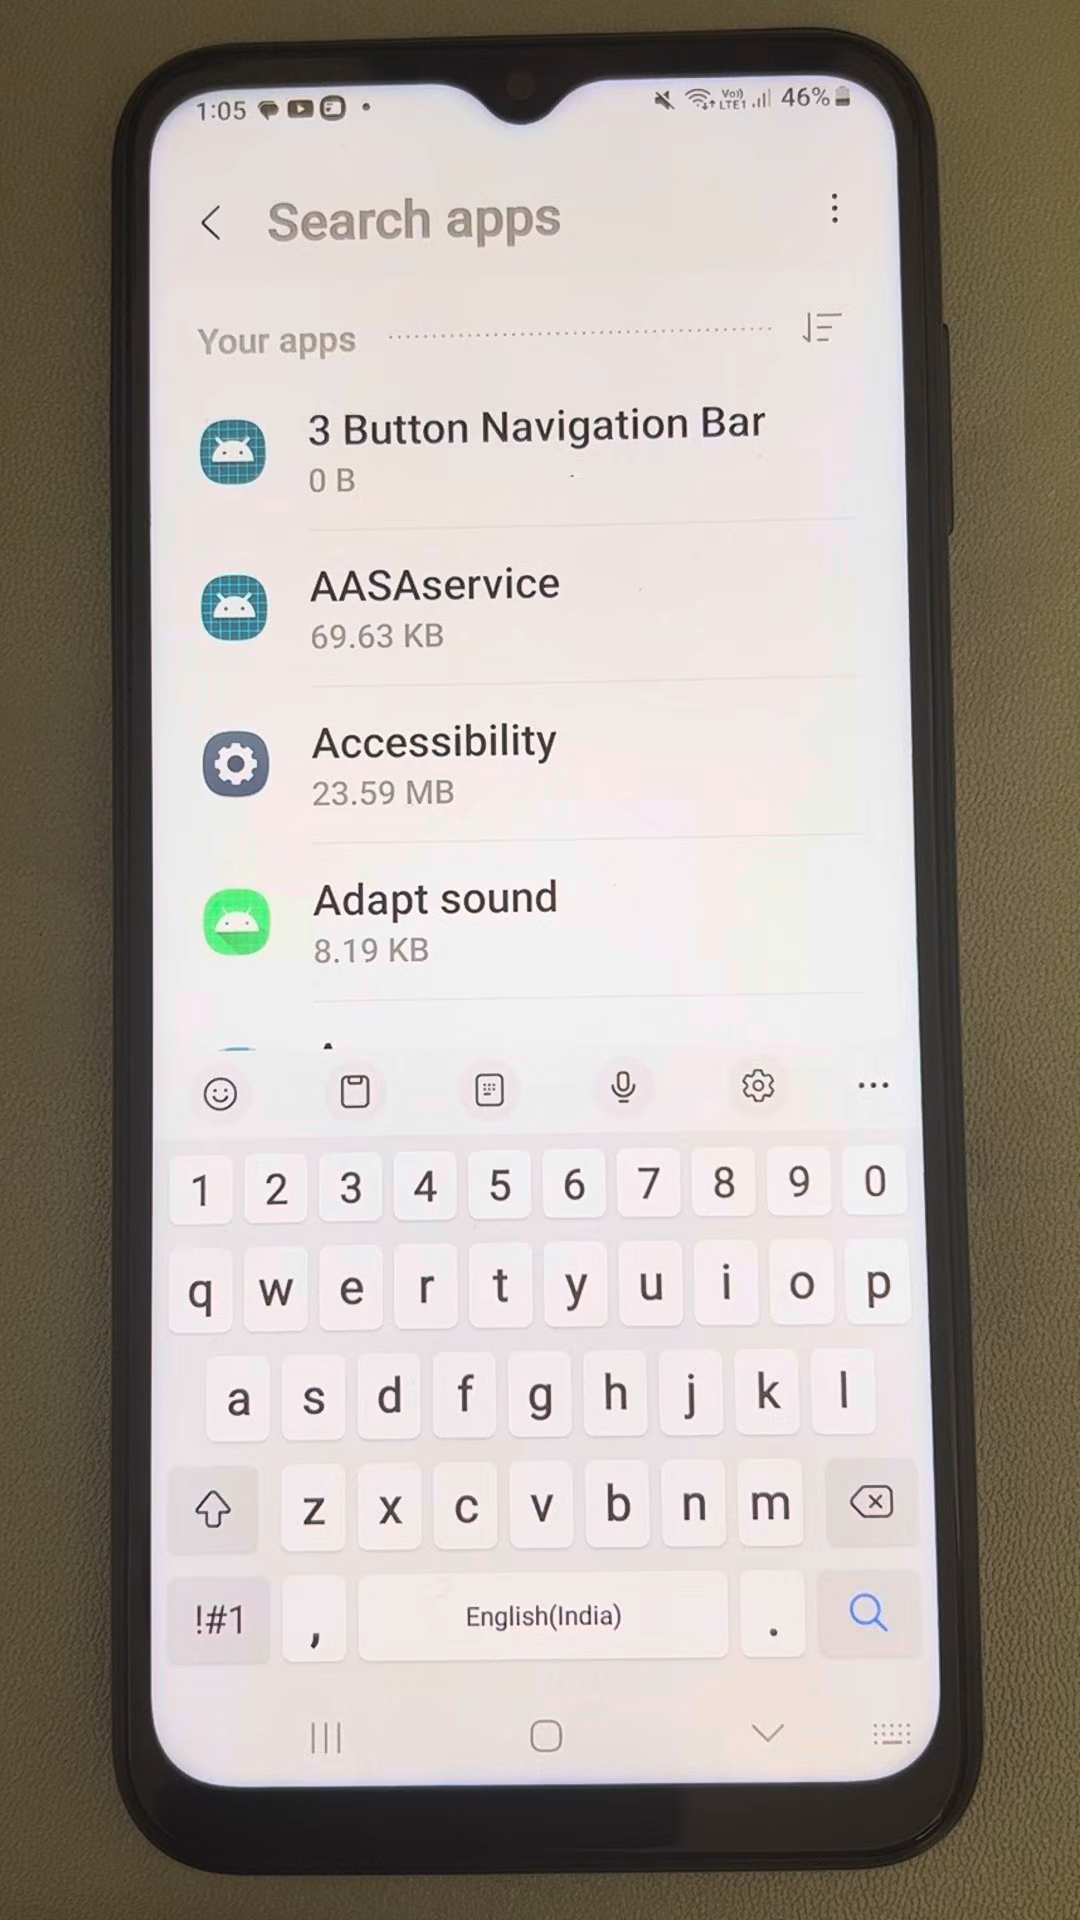 1:05 Vo)) LTE1 46%
Search apps
Your apps
3 Button Navigation Bar
0 B
AASAservice
69.63 KB
Accessibility
23.59 MB
Adapt sound
8.19 KB
1 2 3 4 5 6 7 8 9 0
q w e r t y u i o p
a s d f g h j k l
z x c v b n m
!#1 , English(India) .